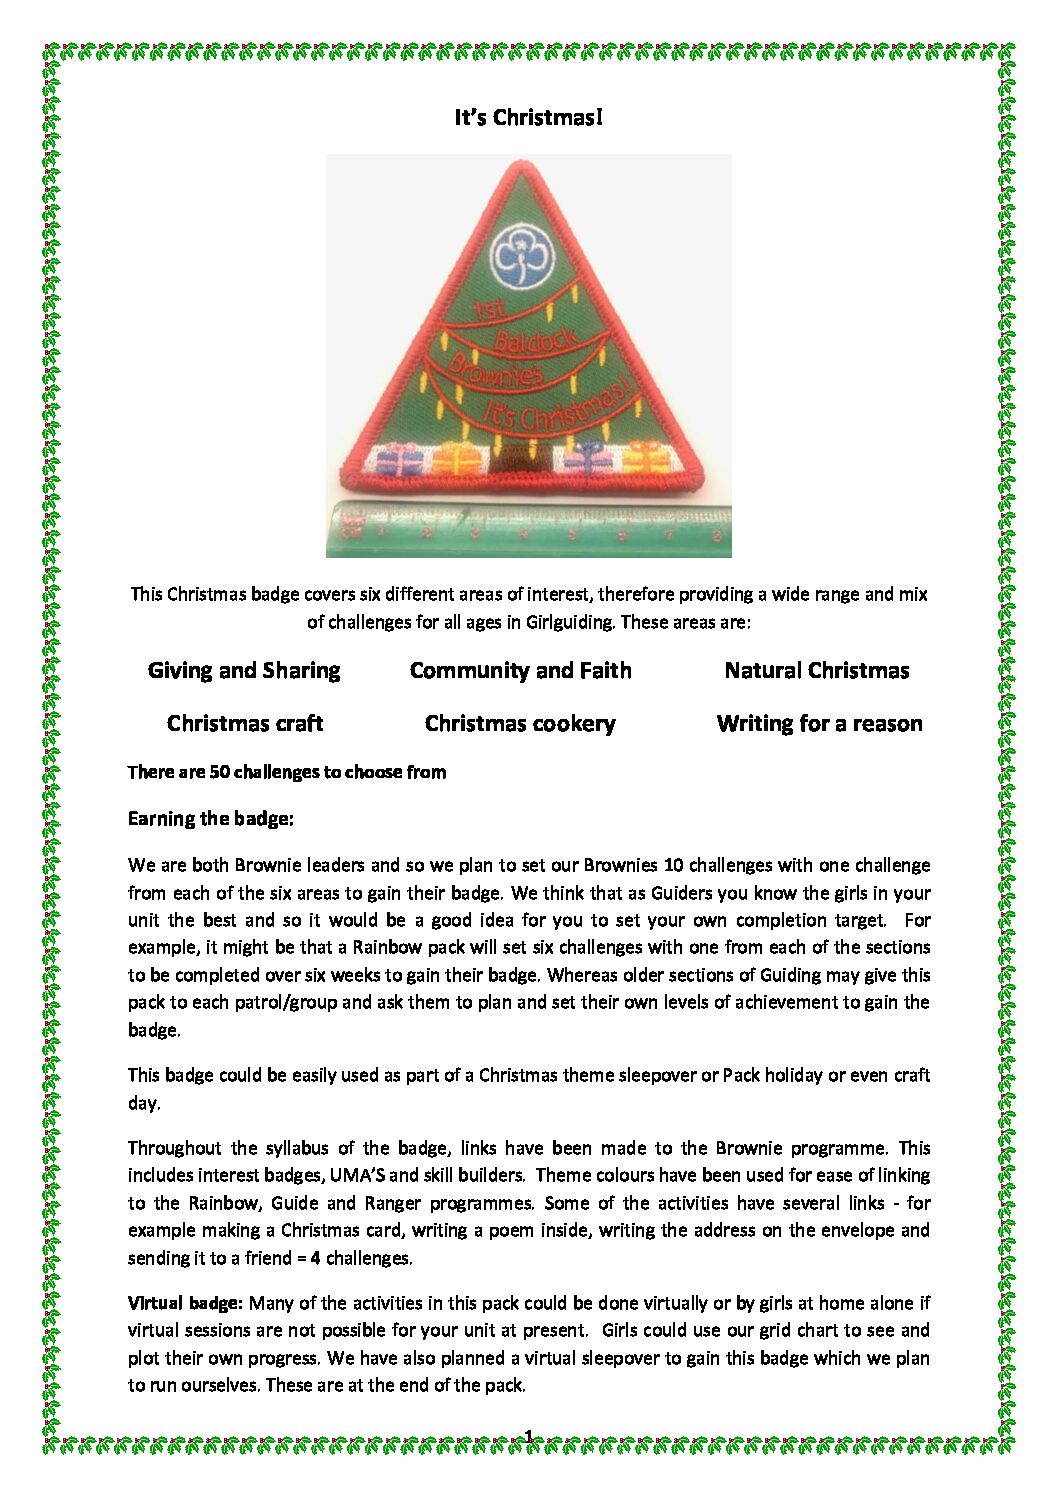 It's Christmas!
1st
Baldock
Brownies
It's Christmas!
1 2 3 4 5 6 7 8
This Christmas badge covers six different areas of interest, therefore providing a wide range and mix
of challenges for all ages in Girlguiding. These areas are:
Giving and Sharing Community and Faith Natural Christmas
Christmas craft Christmas cookery Writing for a reason
There are 50 challenges to choose from
Earning the badge:
We are both Brownie leaders and so we plan to set our Brownies 10 challenges with one challenge
from each of the six areas to gain their badge. We think that as Guiders you know the girls in your
unit the best and so it would be a good idea for you to set your own completion target. For
example, it might be that a Rainbow pack will set six challenges with one from each of the sections
to be completed over six weeks to gain their badge. Whereas older sections of Guiding may give this
pack to each patrol/group and ask them to plan and set their own levels of achievement to gain the
badge.
This badge could be easily used as part of a Christmas theme sleepover or Pack holiday or even craft
day.
Throughout the syllabus of the badge, links have been made to the Brownie programme. This
includes interest badges, UMA'S and skill builders. Theme colours have been used for ease of linking
to the Rainbow, Guide and Ranger programmes. Some of the activities have several links - for
example making a Christmas card, writing a poem inside, writing the address on the envelope and
sending it to a friend = 4 challenges.
Virtual badge: Many of the activities in this pack could be done virtually or by girls at home alone if
virtual sessions are not possible for your unit at present. Girls could use our grid chart to see and
plot their own progress. We have also planned a virtual sleepover to gain this badge which we plan
to run ourselves. These are at the end of the pack.
1